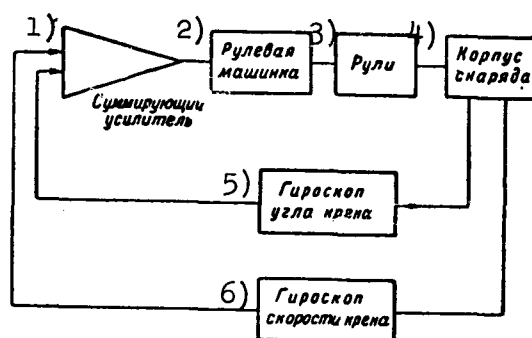 1)
Суммирующий
усилитель
2)
Рулевая
машинка
3)
Рули
4)
Корпус
снаряда
5)
Гироскоп
угла крена
6)
Гироскоп
скорости крена